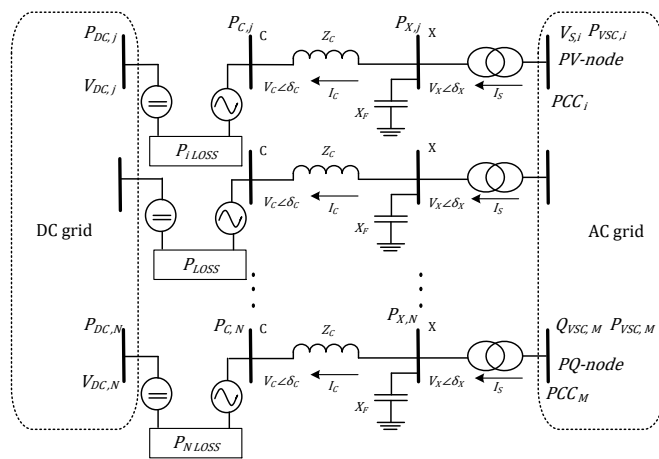 P_{DC, j}
P_{C, j}
C
Z_C
P_{X, j}
X
V_{S, i} P_{VSC, i}
PV-node
V_{DC, j}
V_C∠δ_C
I_C
X_F
V_X∠δ_X
I_S
PCC_i
P_{i LOSS}
C
Z_C
X
V_C∠δ_C
I_C
X_F
V_X∠δ_X
I_S
DC grid
AC grid
P_{LOSS}
P_{DC, N}
P_{C, N}
C
Z_C
P_{X, N}
X
Q_{VSC, M} P_{VSC, M}
PQ-node
V_{DC, N}
V_C∠δ_C
I_C
X_F
V_X∠δ_X
I_S
PCC_M
P_{N LOSS}